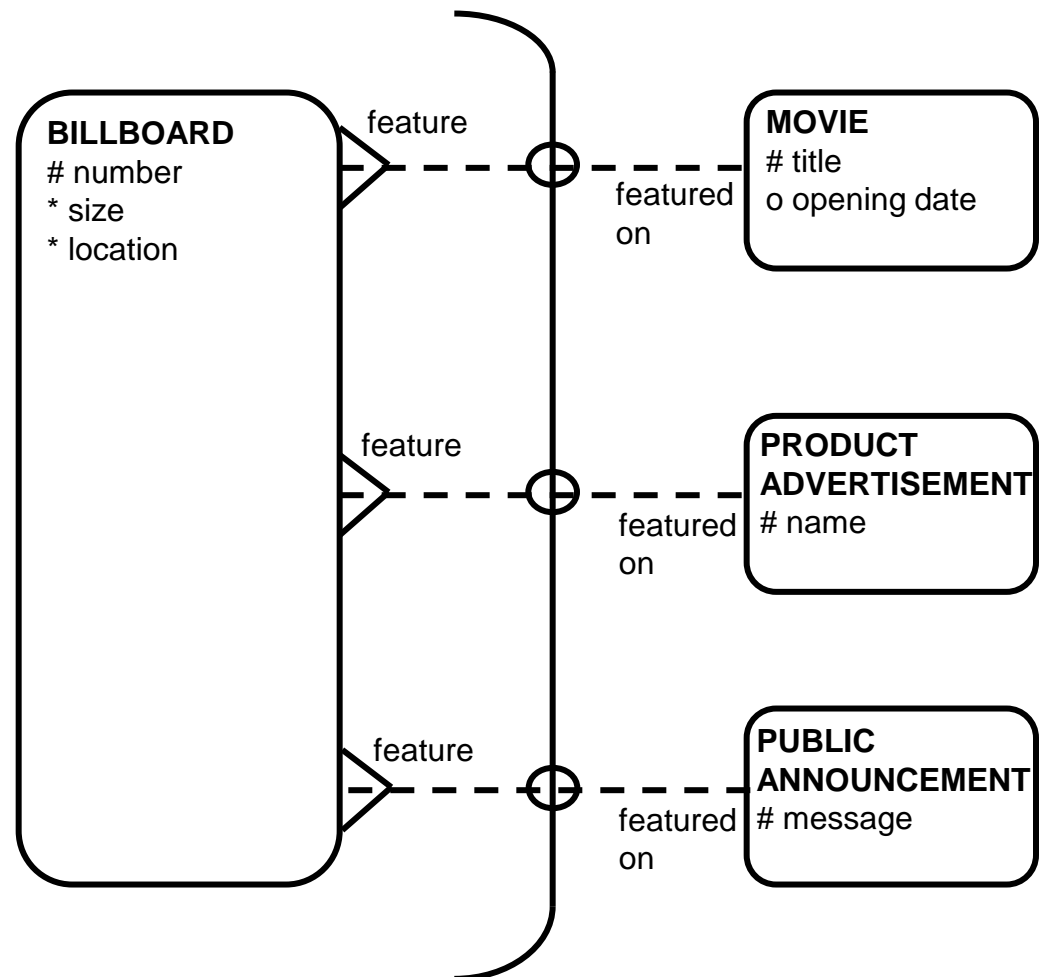 BILLBOARD
# number
* size
* location
feature
featured
on
MOVIE
# title
o opening date
feature
featured
on
PRODUCT
ADVERTISEMENT
# name
feature
featured
on
PUBLIC
ANNOUNCEMENT
# message